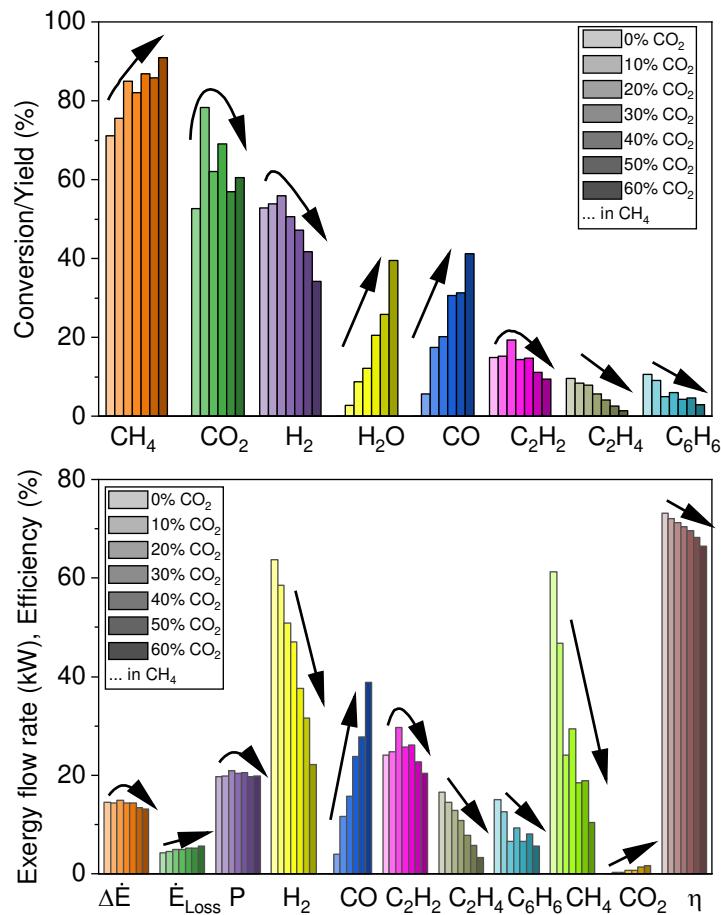 Conversion/Yield (%)
100
80
60
40
20
0
0% CO₂
10% CO₂
20% CO₂
30% CO₂
40% CO₂
50% CO₂
60% CO₂
... in CH₄
CH₄ CO₂ H₂ H₂O CO C₂H₂ C₂H₄ C₆H₆
Exergy flow rate (kW), Efficiency (%)
80
60
40
20
0
0% CO₂
10% CO₂
20% CO₂
30% CO₂
40% CO₂
50% CO₂
60% CO₂
... in CH₄
ΔĖ Ė_Loss P H₂ CO C₂H₂ C₂H₄ C₆H₆ CH₄ CO₂ η